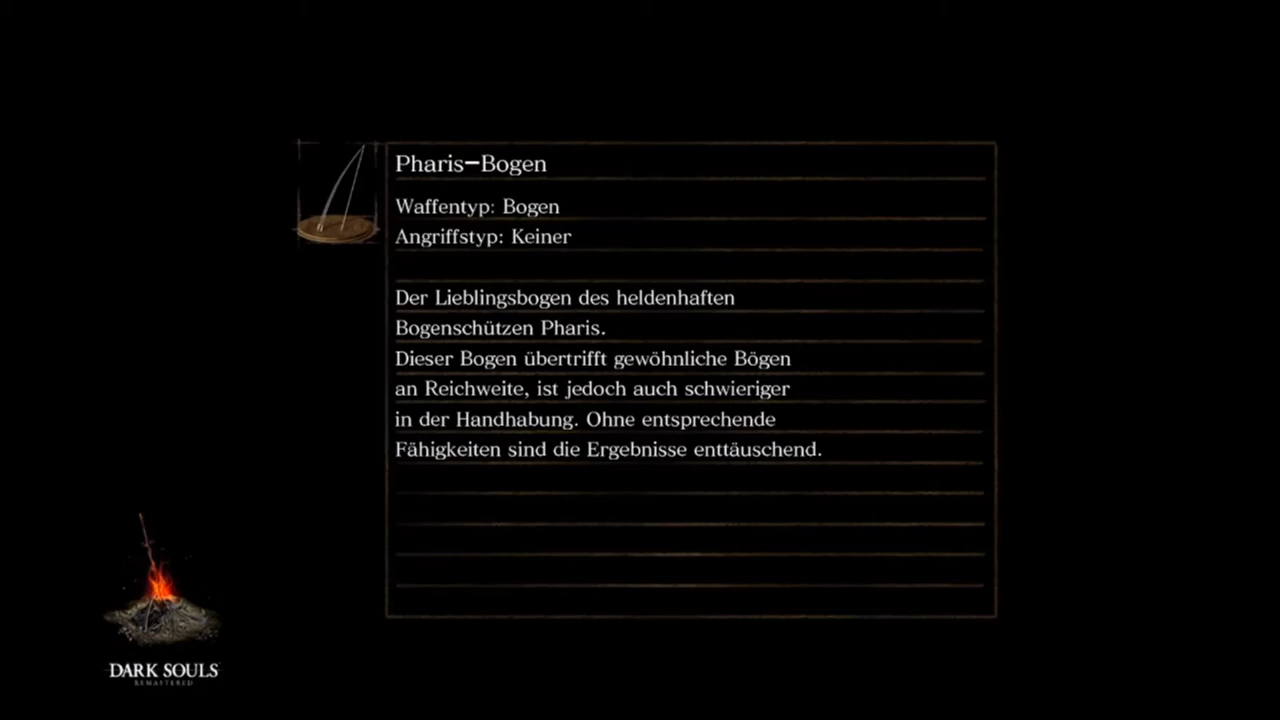 Pharis-Bogen
Waffentyp: Bogen
Angriffstyp: Keiner
Der Lieblingsbogen des heldenhaften
Bogenschützen Pharis.
Dieser Bogen übertrifft gewöhnliche Bögen
an Reichweite, ist jedoch auch schwieriger
in der Handhabung. Ohne entsprechende
Fähigkeiten sind die Ergebnisse enttäuschend.
DARK SOULS
REMASTERED